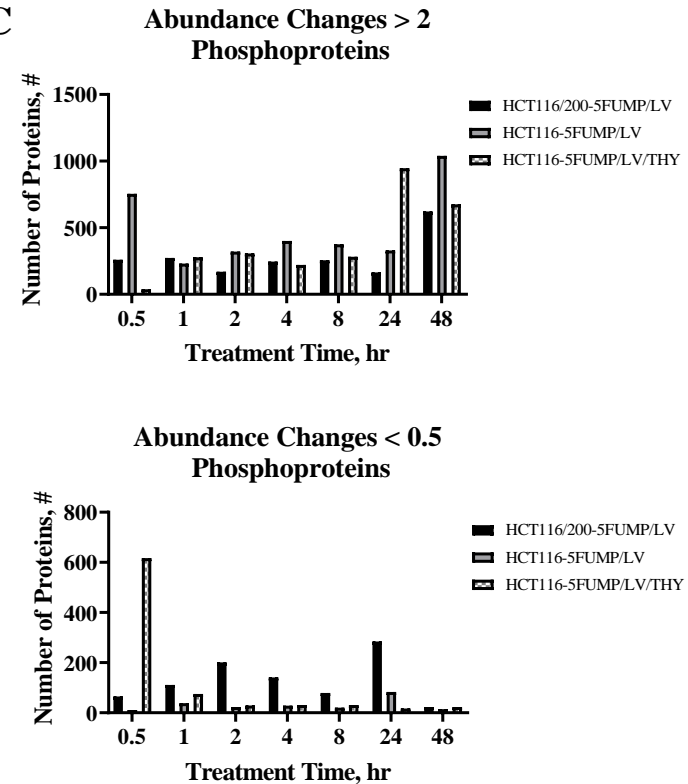 C
Abundance Changes > 2
Phosphoproteins
Number of Proteins, #
1500
1000
500
0
0.5 1 2 4 8 24 48
Treatment Time, hr
HCT116/200-5FUMP/LV
HCT116-5FUMP/LV
HCT116-5FUMP/LV/THY
Abundance Changes < 0.5
Phosphoproteins
Number of Proteins, #
800
600
400
200
0
0.5 1 2 4 8 24 48
Treatment Time, hr
HCT116/200-5FUMP/LV
HCT116-5FUMP/LV
HCT116-5FUMP/LV/THY